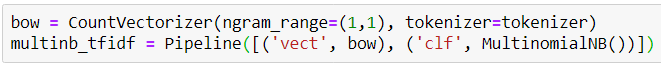 bow = CountVectorizer(ngram_range=(1,1), tokenizer=tokenizer)
multinb_tfidf = Pipeline([('vect', bow), ('clf', MultinomialNB())])